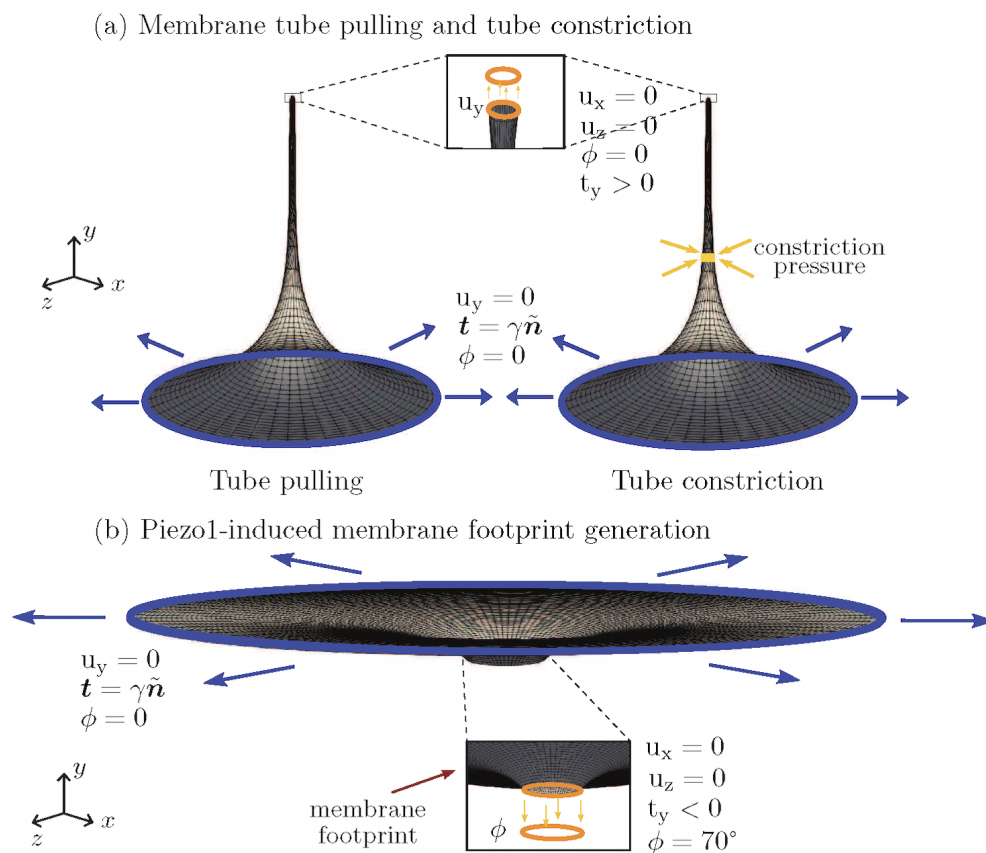 (a) Membrane tube pulling and tube constriction
u_y
u_x = 0
u_z = 0
ϕ = 0
t_y > 0
y
z
x
constriction
pressure
u_y = 0
t = γñ
ϕ = 0
Tube pulling
Tube constriction
(b) Piezo1-induced membrane footprint generation
u_y = 0
t = γñ
ϕ = 0
y
z
x
membrane
footprint
ϕ
u_x = 0
u_z = 0
t_y < 0
ϕ = 70°